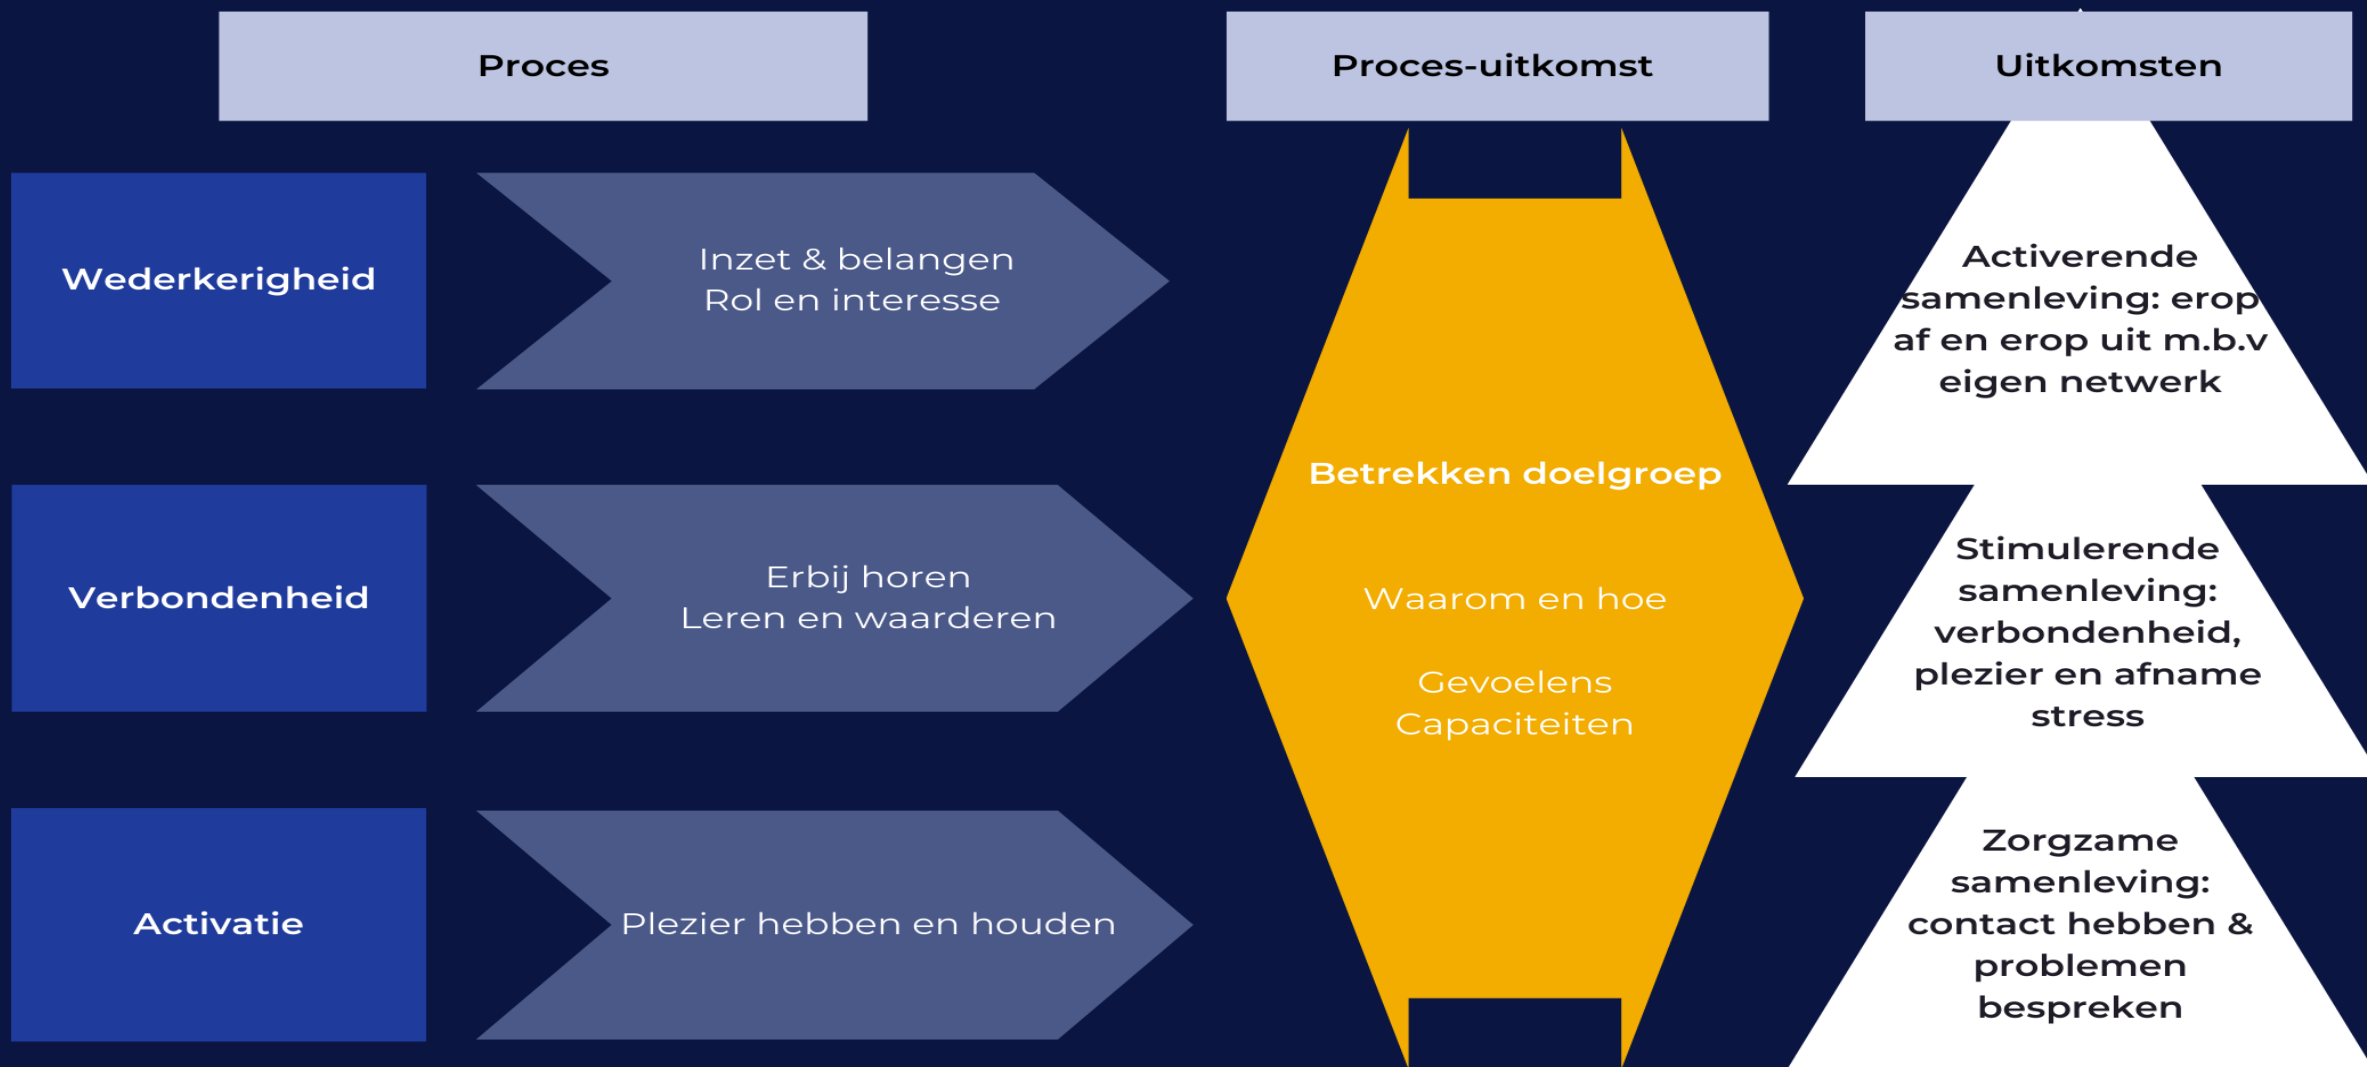 Proces
Proces-uitkomst
Uitkomsten
Wederkerigheid
Inzet & belangen
Rol en interesse
Verbondenheid
Erbij horen
Leren en waarderen
Activatie
Plezier hebben en houden
Betrekken doelgroep
Waarom en hoe
Gevoelens
Capaciteiten
Activerende
samenleving: erop
af en erop uit m.b.v
eigen netwerk
Stimulerende
samenleving:
verbondenheid,
plezier en afname
stress
Zorgzame
samenleving:
contact hebben &
problemen
bespreken